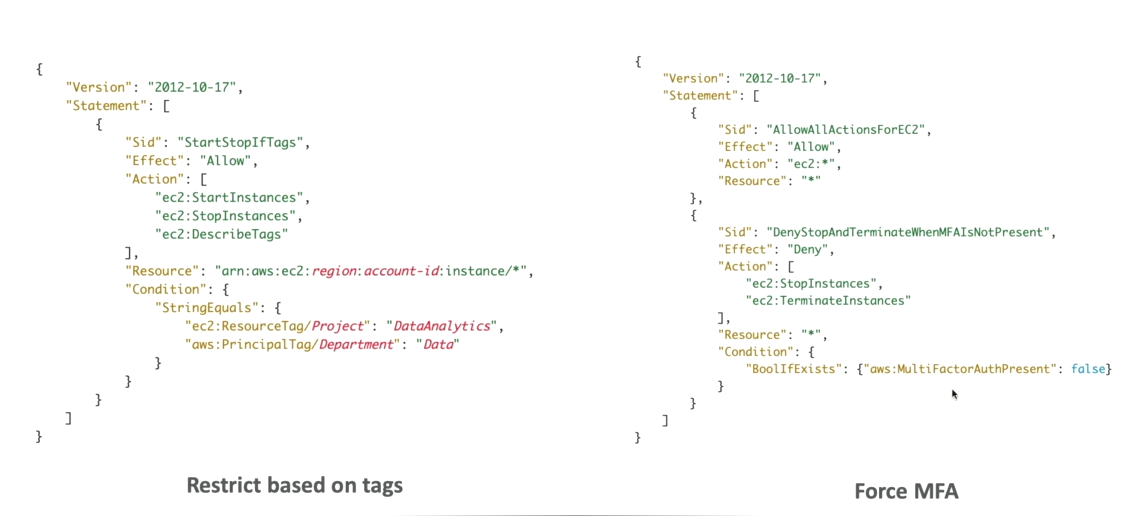 {
    "Version": "2012-10-17",
    "Statement": [
        {
            "Sid": "StartStopIfTags",
            "Effect": "Allow",
            "Action": [
                "ec2:StartInstances",
                "ec2:StopInstances",
                "ec2:DescribeTags"
            ],
            "Resource": "arn:aws:ec2:region:account-id:instance/*",
            "Condition": {
                "StringEquals": {
                    "ec2:ResourceTag/Project": "DataAnalytics",
                    "aws:PrincipalTag/Department": "Data"
                }
            }
        }
    ]
}
Restrict based on tags
{
    "Version": "2012-10-17",
    "Statement": [
        {
            "Sid": "AllowAllActionsForEC2",
            "Effect": "Allow",
            "Action": "ec2:*",
            "Resource": "*"
        },
        {
            "Sid": "DenyStopAndTerminateWhenMFAIsNotPresent",
            "Effect": "Deny",
            "Action": [
                "ec2:StopInstances",
                "ec2:TerminateInstances"
            ],
            "Resource": "*",
            "Condition": {
                "BoolIfExists": {"aws:MultiFactorAuthPresent": false}
            }
        }
    ]
}
Force MFA